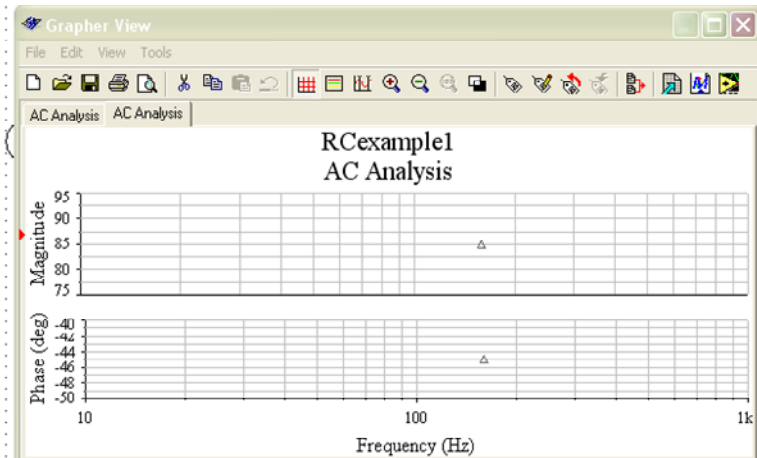 Grapher View
File Edit View Tools
AC Analysis AC Analysis
RCexample1
AC Analysis
Magnitude
95
90
85
80
75
Phase (deg)
-40
-42
-44
-46
-48
-50
10 100 1k
Frequency (Hz)